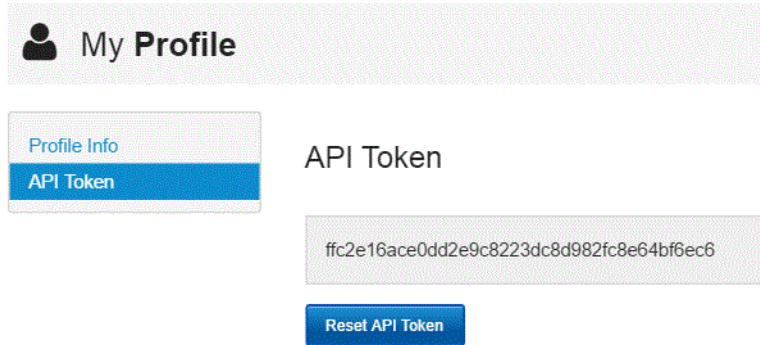 My Profile
Profile Info
API Token
API Token
ffc2e16ace0dd2e9c8223dc8d982fc8e64bf6ec6
Reset API Token